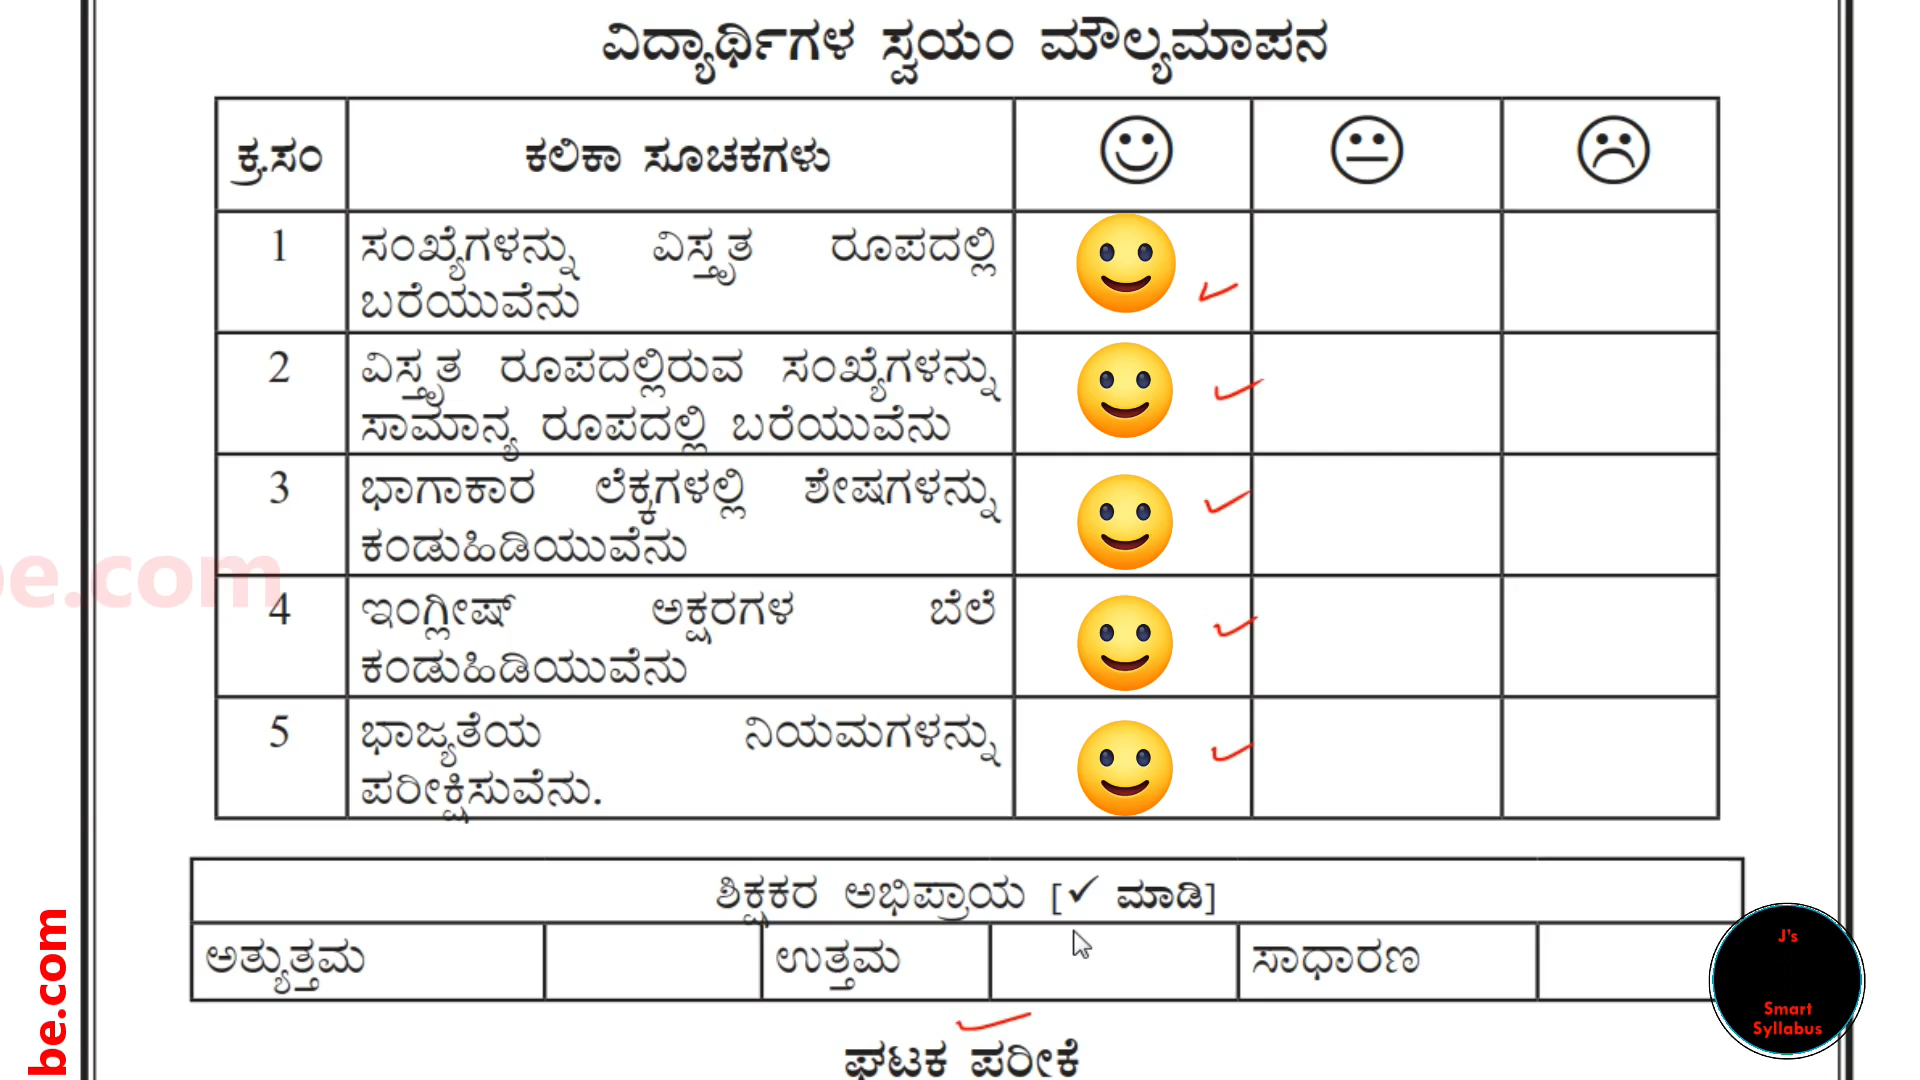 ವಿದ್ಯಾರ್ಥಿಗಳ ಸ್ವಯಂ ಮೌಲ್ಯಮಾಪನ
ಕ್ರ.ಸಂ ಕಲಿಕಾ ಸೂಚಕಗಳು
1 ಸಂಖ್ಯೆಗಳನ್ನು ವಿಸ್ತೃತ ರೂಪದಲ್ಲಿ
ಬರೆಯುವೆನು
2 ವಿಸ್ತೃತ ರೂಪದಲ್ಲಿರುವ ಸಂಖ್ಯೆಗಳನ್ನು
ಸಾಮಾನ್ಯ ರೂಪದಲ್ಲಿ ಬರೆಯುವೆನು
3 ಭಾಗಾಕಾರ ಲೆಕ್ಕಗಳಲ್ಲಿ ಶೇಷಗಳನ್ನು
ಕಂಡುಹಿಡಿಯುವೆನು
4 ಇಂಗ್ಲೀಷ್ ಅಕ್ಷರಗಳ ಬೆಲೆ
ಕಂಡುಹಿಡಿಯುವೆನು
5 ಭಾಜ್ಯತೆಯ ನಿಯಮಗಳನ್ನು
ಪರೀಕ್ಷಿಸುವೆನು.
ಶಿಕ್ಷಕರ ಅಭಿಪ್ರಾಯ [✓ ಮಾಡಿ]
ಅತ್ಯುತ್ತಮ ಉತ್ತಮ ಸಾಧಾರಣ
ಘಟಕ ಪರೀಕೆ
be.com
be.com
J's
Smart
Syllabus